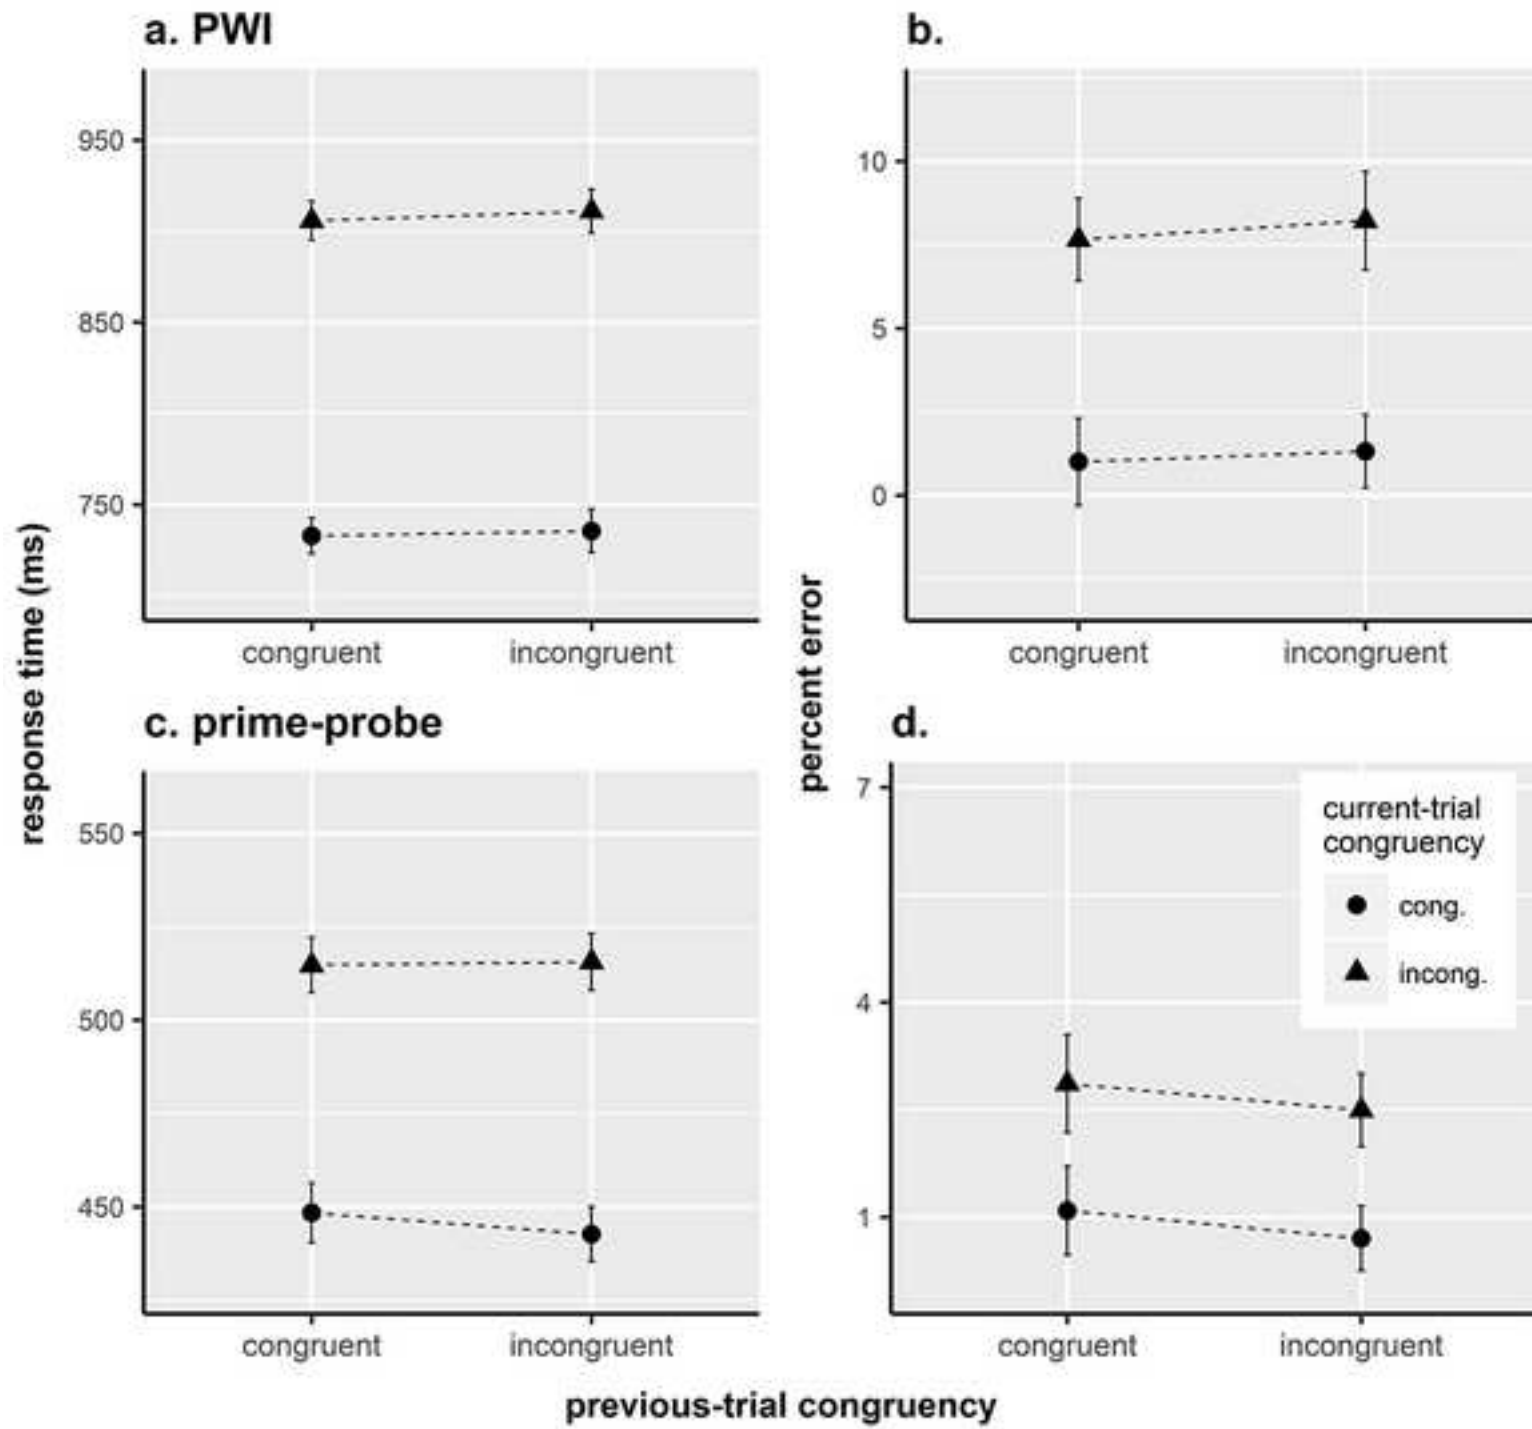 a. PWI
b.
950
850
750
10
5
0
congruent
incongruent
congruent
incongruent
response time (ms)
percent error
c. prime-probe
d.
550
500
450
7
4
1
current-trial
congruency
cong.
incong.
congruent
incongruent
congruent
incongruent
previous-trial congruency